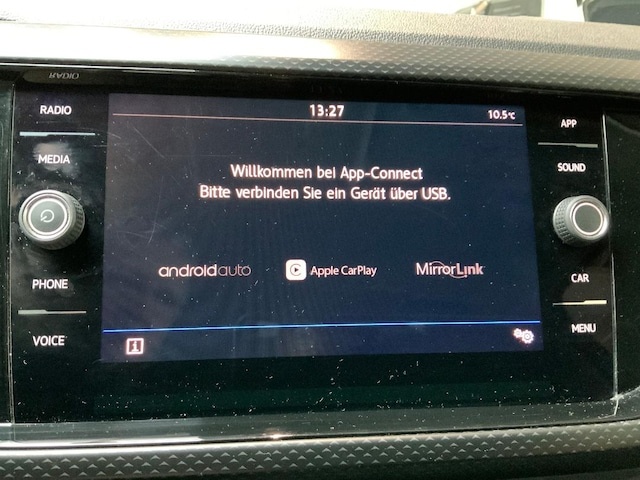 RADIO
MEDIA
PHONE
VOICE
13:27
10.5°C
Willkommen bei App-Connect
Bitte verbinden Sie ein Gerät über USB.
androidauto
Apple CarPlay
MirrorLink
i
APP
SOUND
CAR
MENU